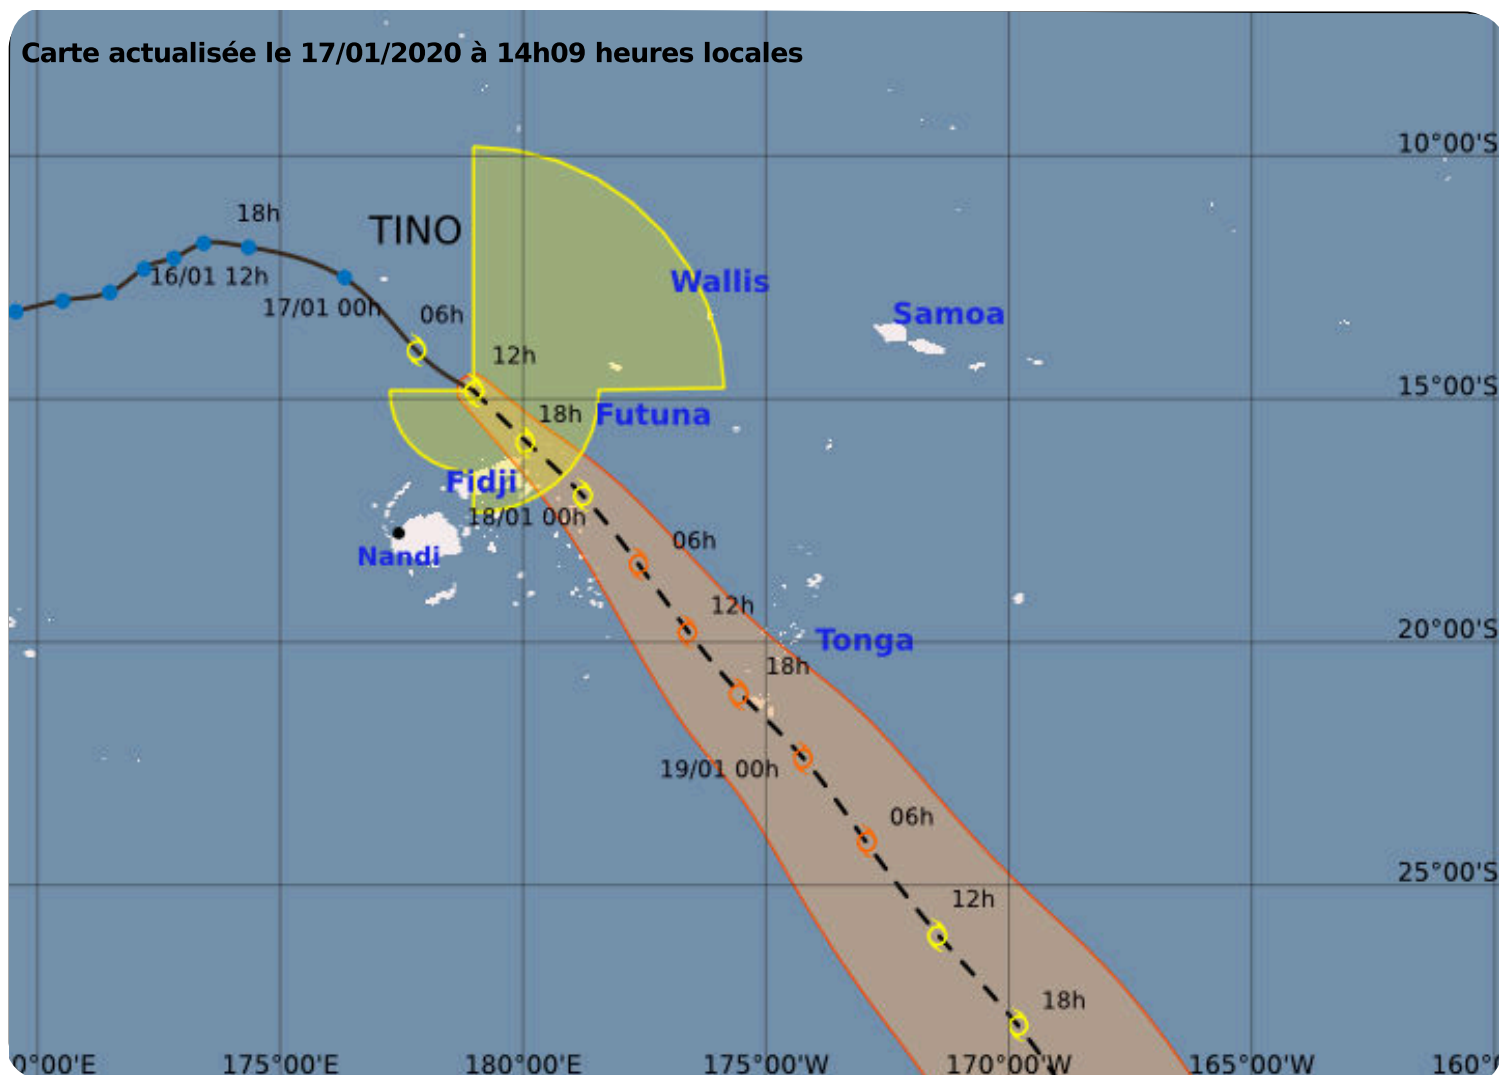 Carte actualisée le 17/01/2020 à 14h09 heures locales
10°00'S
18h
TINO
16/01 12h
Wallis
17/01 00h
06h
Samoa
12h
15°00'S
18h
Futuna
Fidji
18/01 00h
06h
Nandi
12h
20°00'S
Tonga
18h
19/01 00h
06h
25°00'S
12h
18h
0°00'E
175°00'E
180°00'E
175°00'W
170°00'W
165°00'W
160°